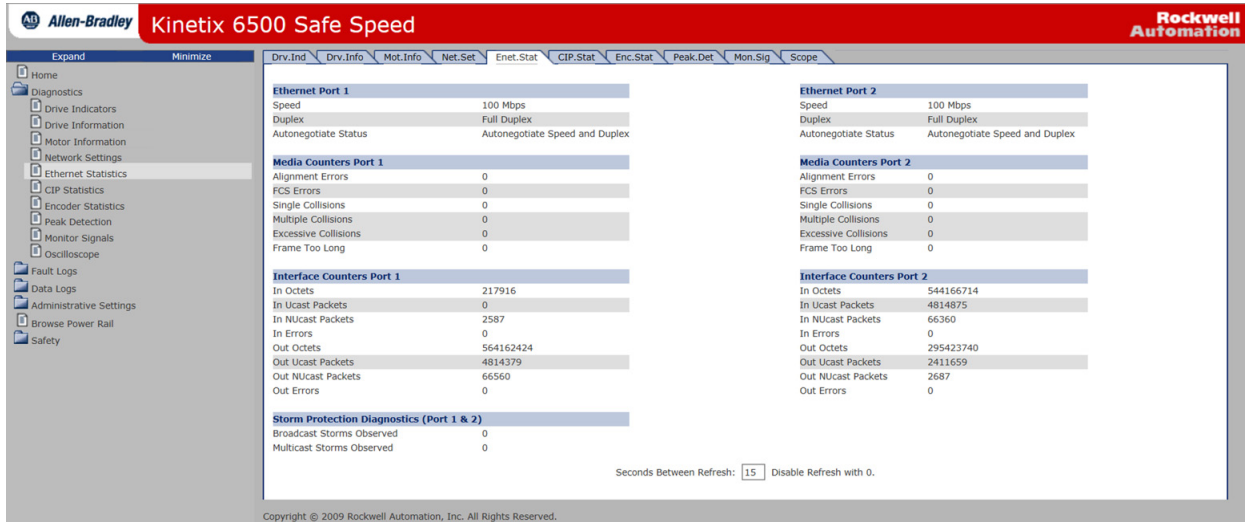 AB Allen-Bradley Kinetix 6500 Safe Speed Rockwell Automation
Expand Minimize
Home
Diagnostics
Drive Indicators
Drive Information
Motor Information
Network Settings
Ethernet Statistics
CIP Statistics
Encoder Statistics
Peak Detection
Monitor Signals
Oscilloscope
Fault Logs
Data Logs
Administrative Settings
Browse Power Rail
Safety
Drv.Ind Drv.Info Mot.Info Net.Set Enet.Stat CIP.Stat Enc.Stat Peak.Det Mon.Sig Scope
Ethernet Port 1
Speed 100 Mbps
Duplex Full Duplex
Autonegotiate Status Autonegotiate Speed and Duplex
Media Counters Port 1
Alignment Errors 0
FCS Errors 0
Single Collisions 0
Multiple Collisions 0
Excessive Collisions 0
Frame Too Long 0
Interface Counters Port 1
In Octets 217916
In Ucast Packets 0
In NUcast Packets 2587
In Errors 0
Out Octets 564162424
Out Ucast Packets 4814379
Out NUcast Packets 66560
Out Errors 0
Storm Protection Diagnostics (Port 1 & 2)
Broadcast Storms Observed 0
Multicast Storms Observed 0
Ethernet Port 2
Speed 100 Mbps
Duplex Full Duplex
Autonegotiate Status Autonegotiate Speed and Duplex
Media Counters Port 2
Alignment Errors 0
FCS Errors 0
Single Collisions 0
Multiple Collisions 0
Excessive Collisions 0
Frame Too Long 0
Interface Counters Port 2
In Octets 544166714
In Ucast Packets 4814875
In NUcast Packets 66360
In Errors 0
Out Octets 295423740
Out Ucast Packets 2411659
Out NUcast Packets 2687
Out Errors 0
Seconds Between Refresh: 15 Disable Refresh with 0.
Copyright © 2009 Rockwell Automation, Inc. All Rights Reserved.